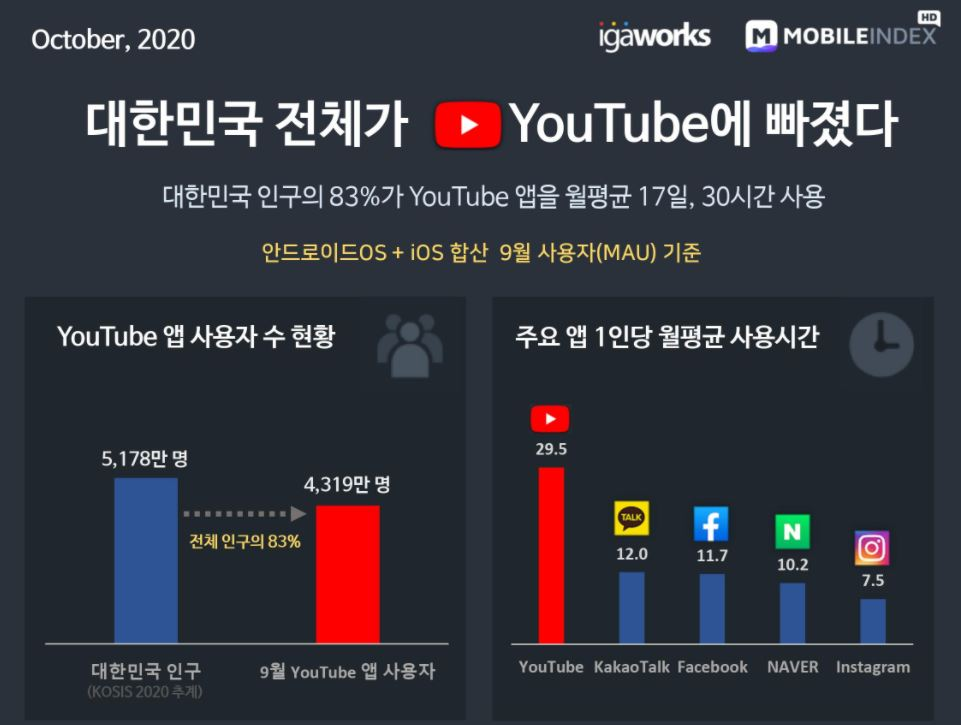 October, 2020
igaworks
MOBILEINDEX HD
대한민국 전체가 YouTube에 빠졌다
대한민국 인구의 83%가 YouTube 앱을 월평균 17일, 30시간 사용
안드로이드OS + iOS 합산 9월 사용자(MAU) 기준
YouTube 앱 사용자 수 현황
5,178만 명
4,319만 명
전체 인구의 83%
대한민국 인구
(KOSIS 2020 추계)
9월 YouTube 앱 사용자
주요 앱 1인당 월평균 사용시간
29.5
TALK
12.0
11.7
N
10.2
7.5
YouTube KakaoTalk Facebook NAVER Instagram